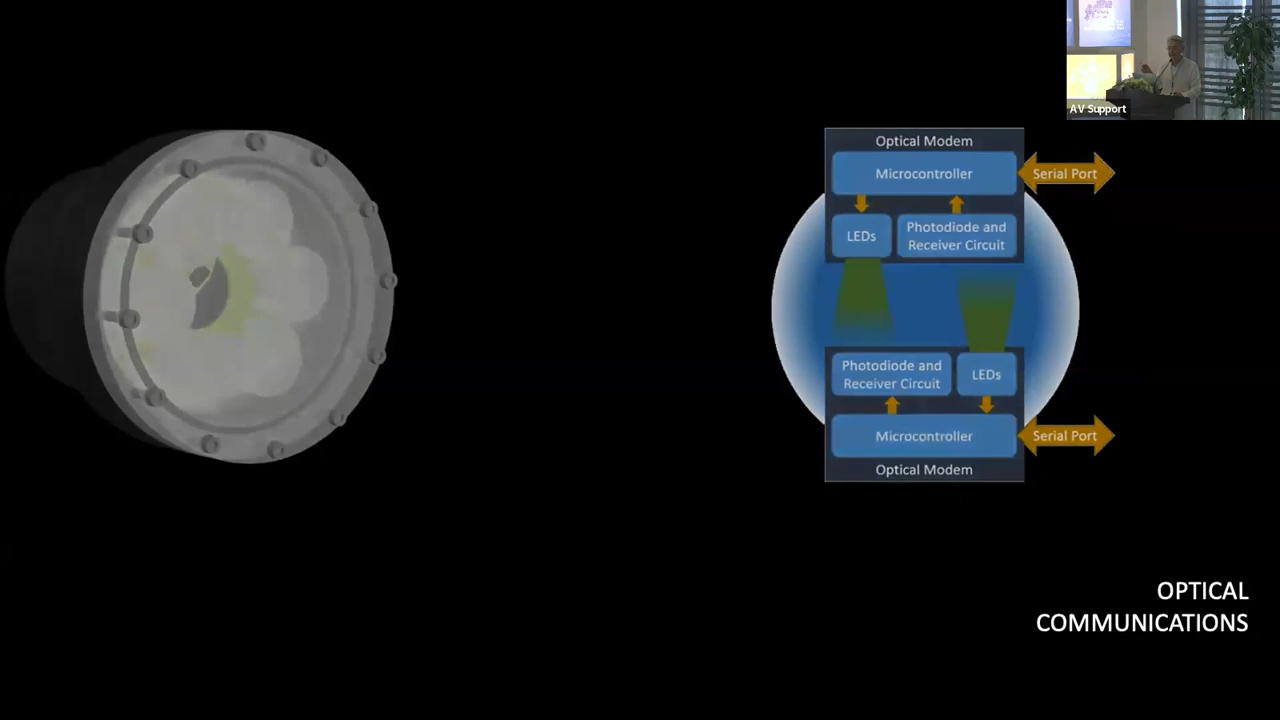 AV Support
Optical Modem
Microcontroller
Serial Port
LEDs
Photodiode and
Receiver Circuit
Photodiode and
Receiver Circuit
LEDs
Microcontroller
Serial Port
Optical Modem
OPTICAL
COMMUNICATIONS